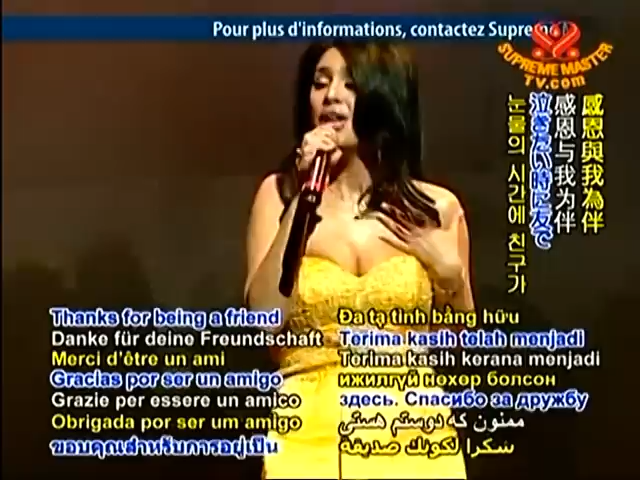 Pour plus d'informations, contactez Supreme
SUPREME MASTER
TV.com
感恩與我為伴
感恩与我为伴
泣きたい時に友で
눈물의 시간에 친구가
Thanks for being a friend
Danke für deine Freundschaft
Merci d'être un ami
Gracias por ser un amigo
Grazie per essere un amico
Obrigada por ser um amigo
ขอบคุณสำหรับการอยู่เป็น
Đa tạ tình bằng hữu
Terima kasih telah menjadi
Terima kasih kerana menjadi
ижилгүй нөхөр болсон
здесь. Спасибо за дружбу
ممنون که دوستم هستی
شكرا لكونك صديقة